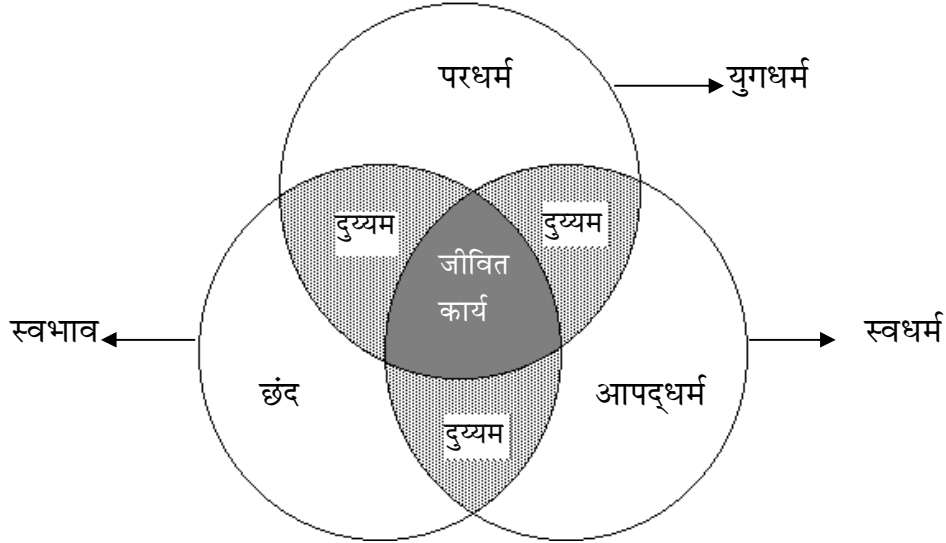 परधर्म
युगधर्म
दुय्यम
दुय्यम
जीवित
कार्य
स्वभाव
स्वधर्म
छंद
आपद्धर्म
दुय्यम